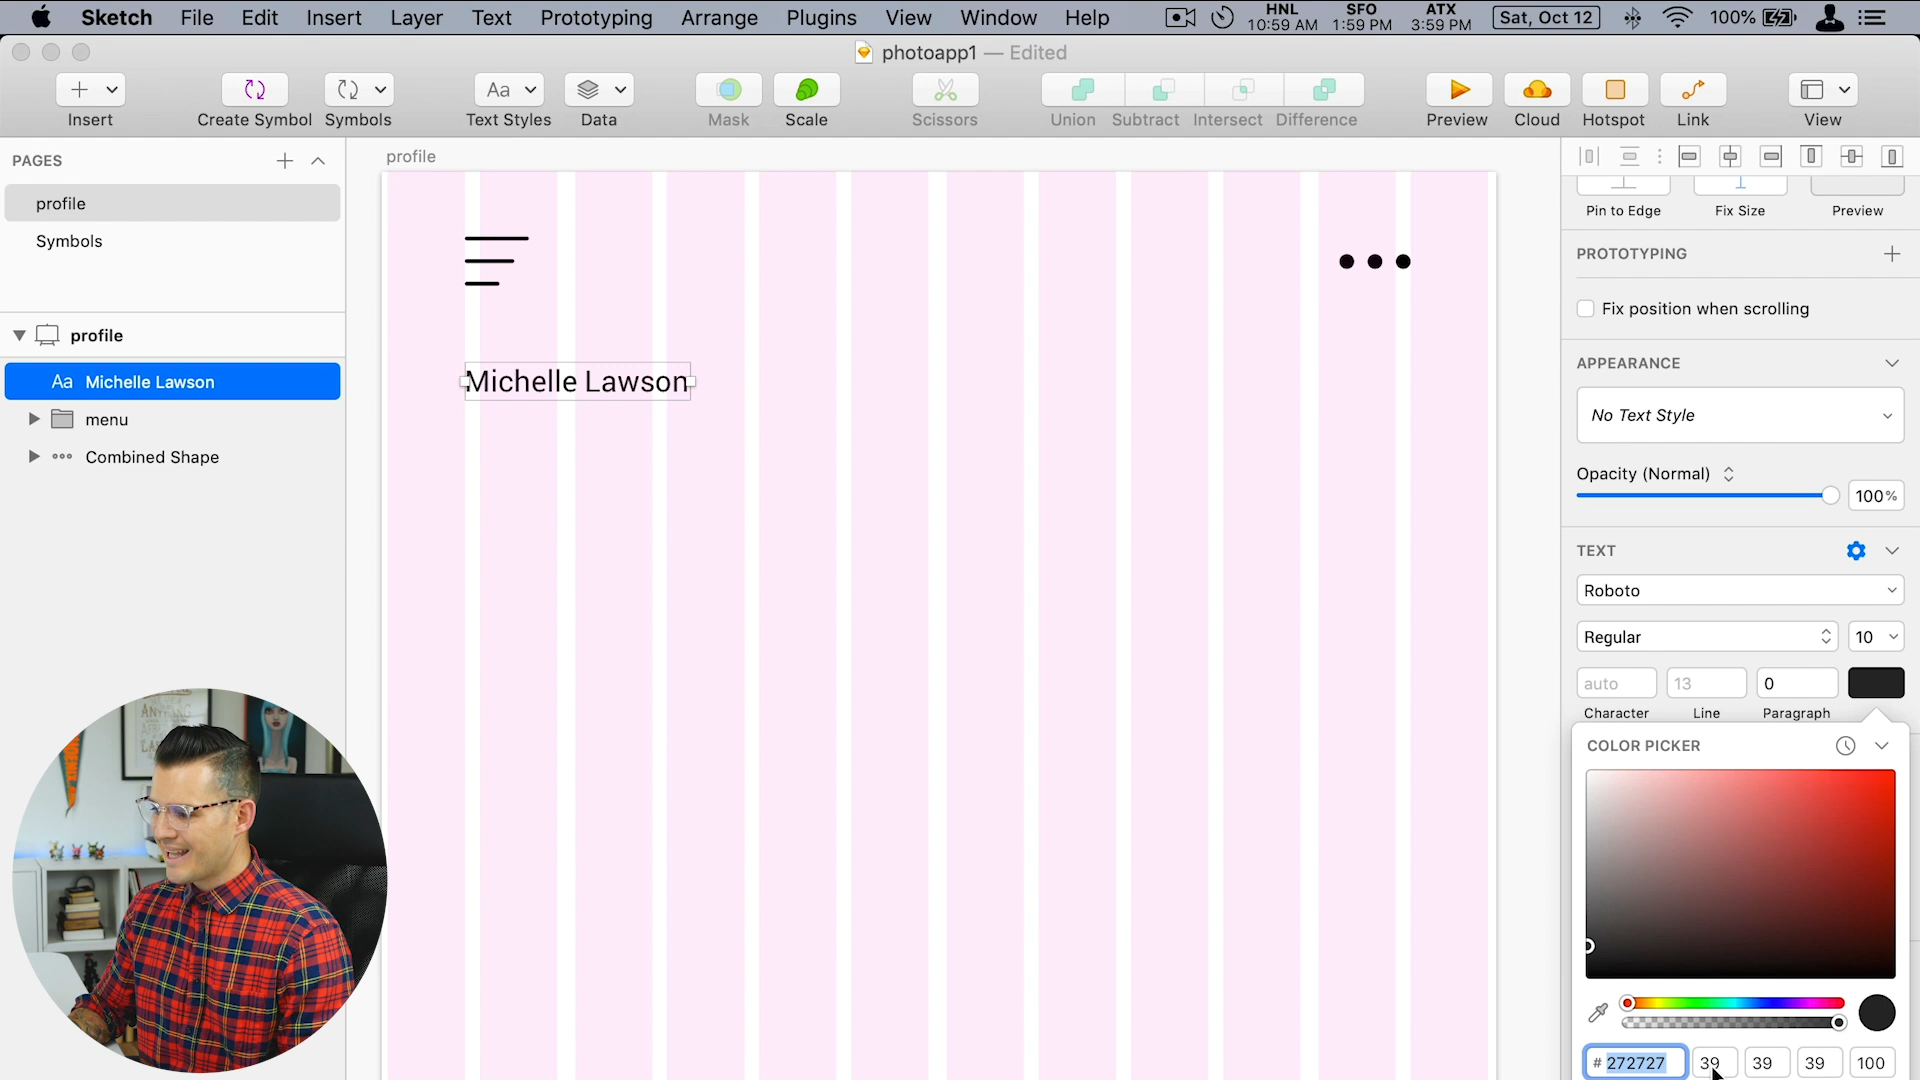 Sketch File Edit Insert Layer Text Prototyping Arrange Plugins View Window Help
HNL 10:59 AM
SFO 1:59 PM
ATX 3:59 PM
Sat, Oct 12
100%
photoapp1 — Edited
Insert
Create Symbol
Symbols
Aa
Text Styles
Data
Mask
Scale
Scissors
Union
Subtract
Intersect
Difference
Preview
Cloud
Hotspot
Link
View
PAGES
profile
Symbols
profile
Aa Michelle Lawson
menu
Combined Shape
profile
Michelle Lawson
Pin to Edge
Fix Size
Preview
PROTOTYPING
Fix position when scrolling
APPEARANCE
No Text Style
Opacity (Normal)
100%
TEXT
Roboto
Regular
10
auto
13
0
Character
Line
Paragraph
COLOR PICKER
# 272727
39
39
39
100